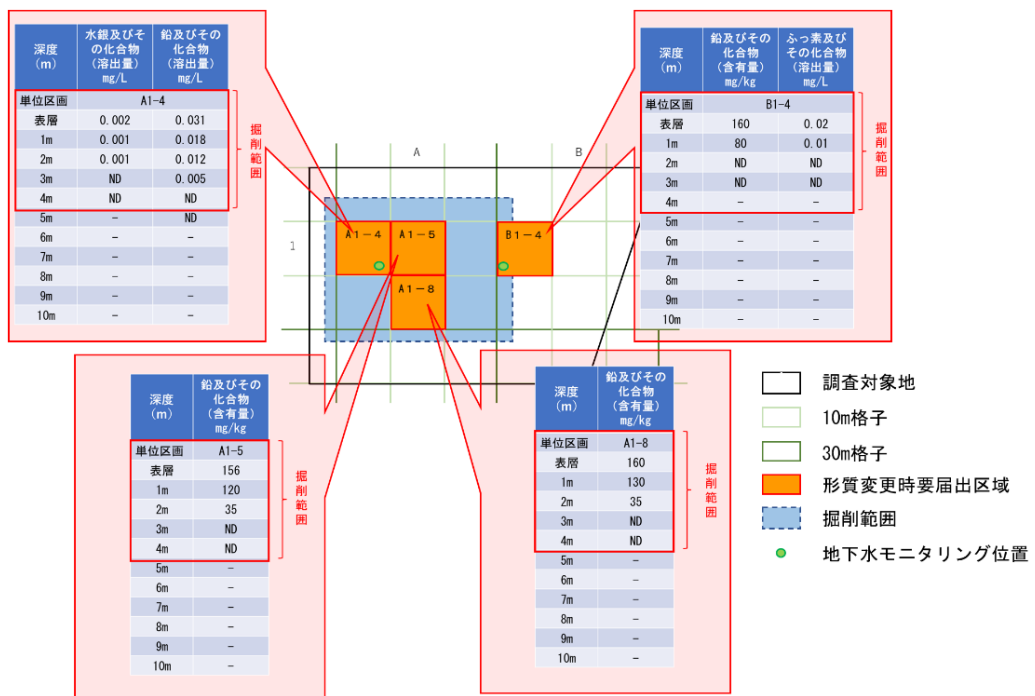 深度
(m)
水銀及びそ
の化合物
(溶出量)
mg/L
鉛及びその
化合物
(溶出量)
mg/L
単位区画 A1-4
表層 0.002 0.031
1m 0.001 0.018
2m 0.001 0.012
3m ND 0.005
4m ND ND
5m － ND
6m － －
7m － －
8m － －
9m － －
10m － －
掘削範囲
深度
(m)
鉛及びその
化合物
(含有量)
mg/kg
ふっ素及び
その化合物
(溶出量)
mg/L
単位区画 B1-4
表層 160 0.02
1m 80 0.01
2m ND ND
3m ND ND
4m － －
5m － －
6m － －
7m － －
8m － －
9m － －
10m － －
掘削範囲
A B
1
A1－4 A1－5 B1－4
A1－8
深度
(m)
鉛及びその
化合物
(含有量)
mg/kg
単位区画 A1-5
表層 156
1m 120
2m 35
3m ND
4m ND
5m －
6m －
7m －
8m －
9m －
10m －
掘削範囲
深度
(m)
鉛及びその
化合物
(含有量)
mg/kg
単位区画 A1-8
表層 160
1m 130
2m 35
3m ND
4m ND
5m －
6m －
7m －
8m －
9m －
10m －
掘削範囲
調査対象地
10m格子
30m格子
形質変更時要届出区域
掘削範囲
地下水モニタリング位置